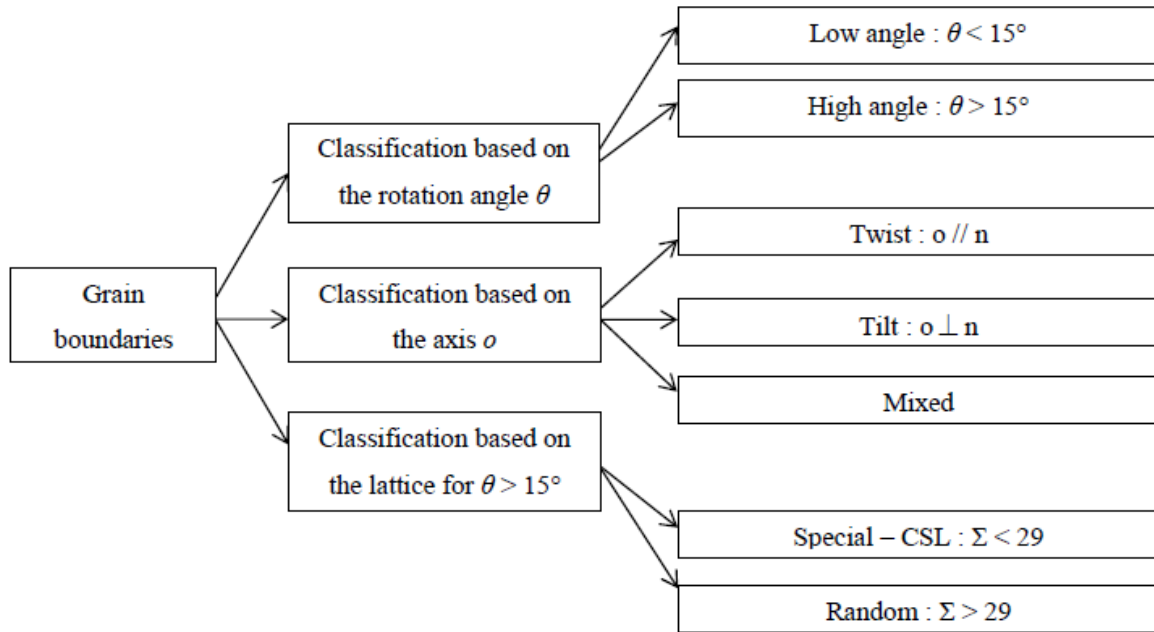 Grain
boundaries
Classification based on
the rotation angle θ
Low angle : θ < 15°
High angle : θ > 15°
Classification based on
the axis o
Twist : o // n
Tilt : o ⊥ n
Mixed
Classification based on
the lattice for θ > 15°
Special – CSL : Σ < 29
Random : Σ > 29